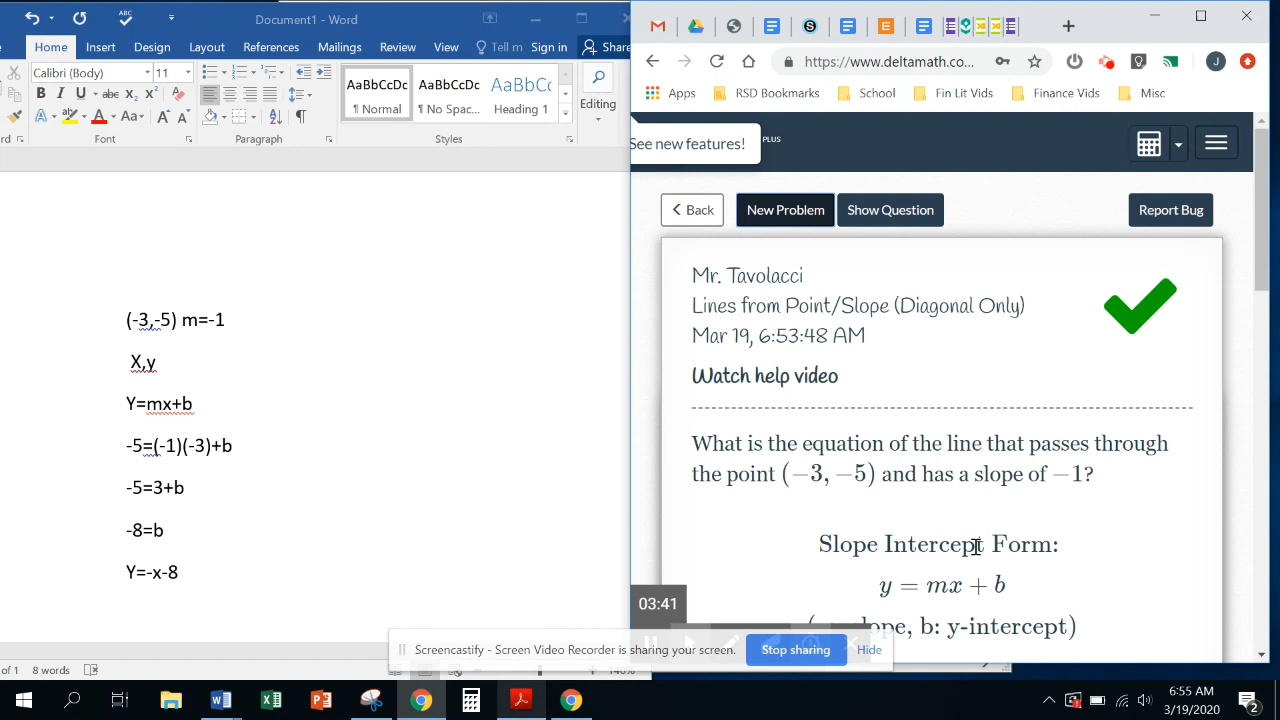 Document1 - Word
Home Insert Design Layout References Mailings Review View Tell m Sign in Share
Calibri (Body) 11
AaBbCcDc AaBbCcDc AaBbCc
¶ Normal ¶ No Spac... Heading 1
Editing
Font Paragraph Styles
(-3,-5) m=-1
X,y
Y=mx+b
-5=(-1)(-3)+b
-5=3+b
-8=b
Y=-x-8
of 1 8 words
140%
https://www.deltamath.co...
Apps RSD Bookmarks School Fin Lit Vids Finance Vids Misc
See new features! PLUS
Back New Problem Show Question Report Bug
Mr. Tavolacci
Lines from Point/Slope (Diagonal Only)
Mar 19, 6:53:48 AM
Watch help video
What is the equation of the line that passes through
the point (−3, −5) and has a slope of −1?
Slope Intercept Form:
y = mx + b
slope, b: y-intercept)
03:41
Screencastify - Screen Video Recorder is sharing your screen. Stop sharing Hide
6:55 AM
3/19/2020
2